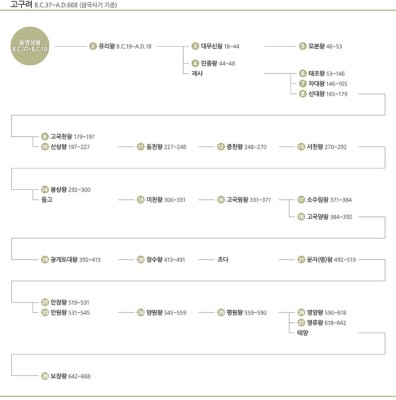 고구려 B.C.37~A.D.668 (삼국사기 기준)
동명성왕
B.C.37~B.C.19
2 유리왕 B.C.19~A.D.18
3 대무신왕 18~44
5 모본왕 48~53
4 민중왕 44~48
재사
6 태조왕 53~146
7 차대왕 146~165
8 신대왕 165~179
9 고국천왕 179~197
10 산상왕 197~227
11 동천왕 227~248
12 중천왕 248~270
13 서천왕 270~292
14 봉상왕 292~300
돌고
15 미천왕 300~331
16 고국원왕 331~371
17 소수림왕 371~384
18 고국양왕 384~392
19 광개토대왕 392~413
20 장수왕 413~491
조다
21 문자(명)왕 492~519
22 안장왕 519~531
23 안원왕 531~545
24 양원왕 545~559
25 평원왕 559~590
26 영양왕 590~618
27 영류왕 618~642
태양
28 보장왕 642~668